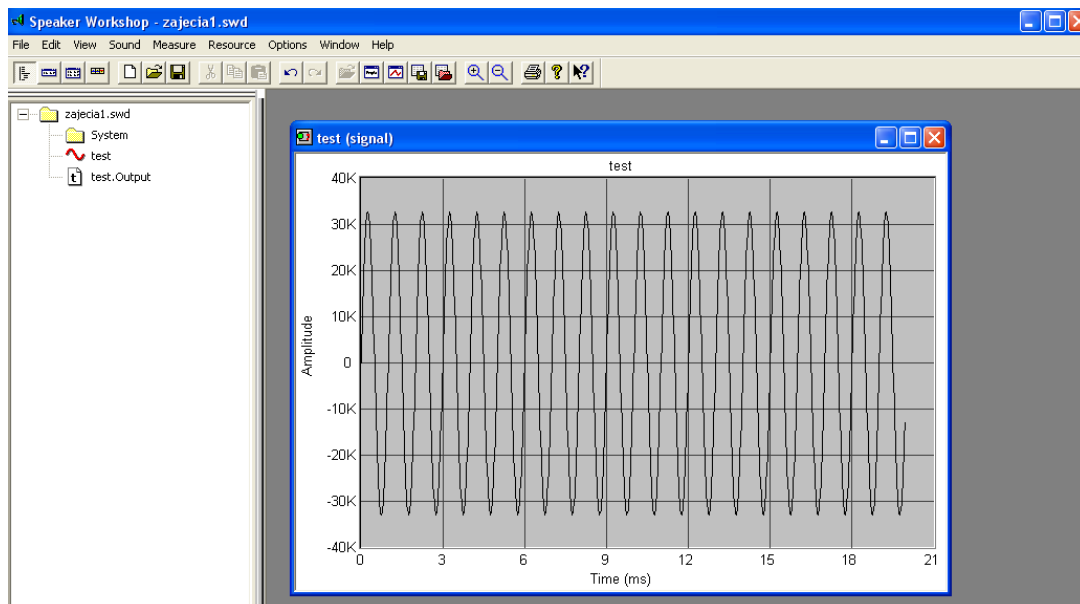 Speaker Workshop - zajecia1.swd
File Edit View Sound Measure Resource Options Window Help
zajecia1.swd
System
test
t test.Output
test (signal)
test
40K
30K
20K
10K
0
-10K
-20K
-30K
-40K
Amplitude
0 3 6 9 12 15 18 21
Time (ms)